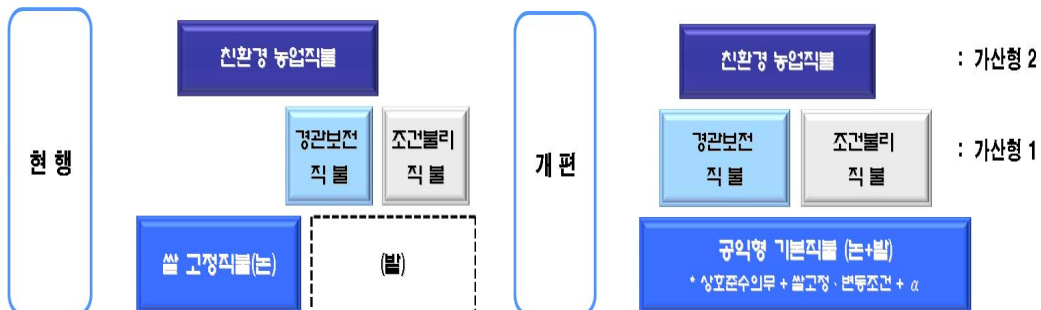 현 행
친환경 농업직불
경관보전
직 불
조건불리
직 불
쌀 고정직불(논)
(밭)
개 편
친환경 농업직불
: 가산형 2
경관보전
직 불
조건불리
직 불
: 가산형 1
공익형 기본직불 (논+밭)
* 상호준수의무 + 쌀고정 · 변동조건 + α